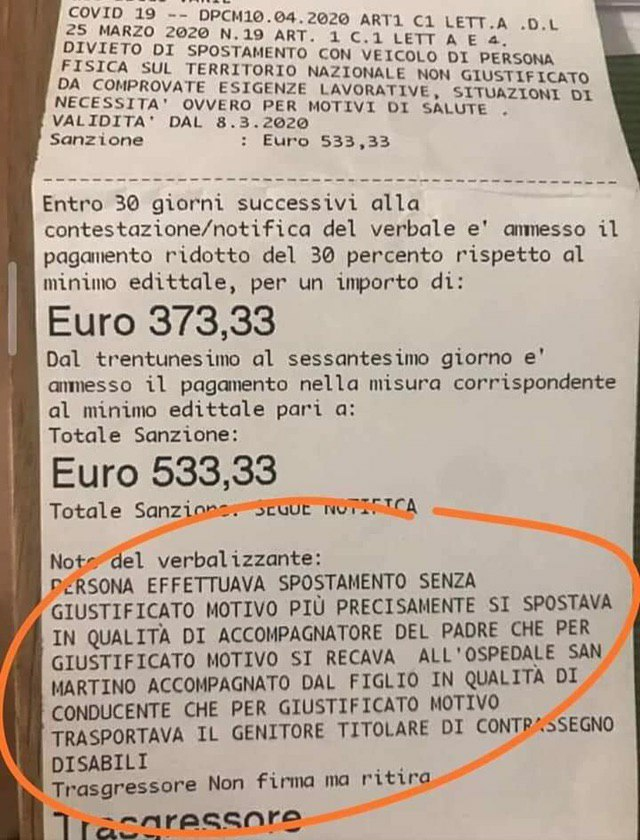 COVID 19 -- DPCM10.04.2020 ART1 C1 LETT.A .D.L
25 MARZO 2020 N.19 ART. 1 C.1 LETT A E 4.
DIVIETO DI SPOSTAMENTO CON VEICOLO DI PERSONA
FISICA SUL TERRITORIO NAZIONALE NON GIUSTIFICATO
DA COMPROVATE ESIGENZE LAVORATIVE, SITUAZIONI DI
NECESSITA' OVVERO PER MOTIVI DI SALUTE .
VALIDITA' DAL 8.3.2020
Sanzione : Euro 533,33
Entro 30 giorni successivi alla
contestazione/notifica del verbale e' ammesso il
pagamento ridotto del 30 percento rispetto al
minimo edittale, per un importo di:
Euro 373,33
Dal trentunesimo al sessantesimo giorno e'
ammesso il pagamento nella misura corrispondente
al minimo edittale pari a:
Totale Sanzione:
Euro 533,33
Totale Sanzione: SEGUE NOTIFICA
Note del verbalizzante:
PERSONA EFFETTUAVA SPOSTAMENTO SENZA
GIUSTIFICATO MOTIVO PIÙ PRECISAMENTE SI SPOSTAVA
IN QUALITÀ DI ACCOMPAGNATORE DEL PADRE CHE PER
GIUSTIFICATO MOTIVO SI RECAVA ALL'OSPEDALE SAN
MARTINO ACCOMPAGNATO DAL FIGLIO IN QUALITÀ DI
CONDUCENTE CHE PER GIUSTIFICATO MOTIVO
TRASPORTAVA IL GENITORE TITOLARE DI CONTRASSEGNO
DISABILI
Trasgressore Non firma ma ritira
Trasgressore